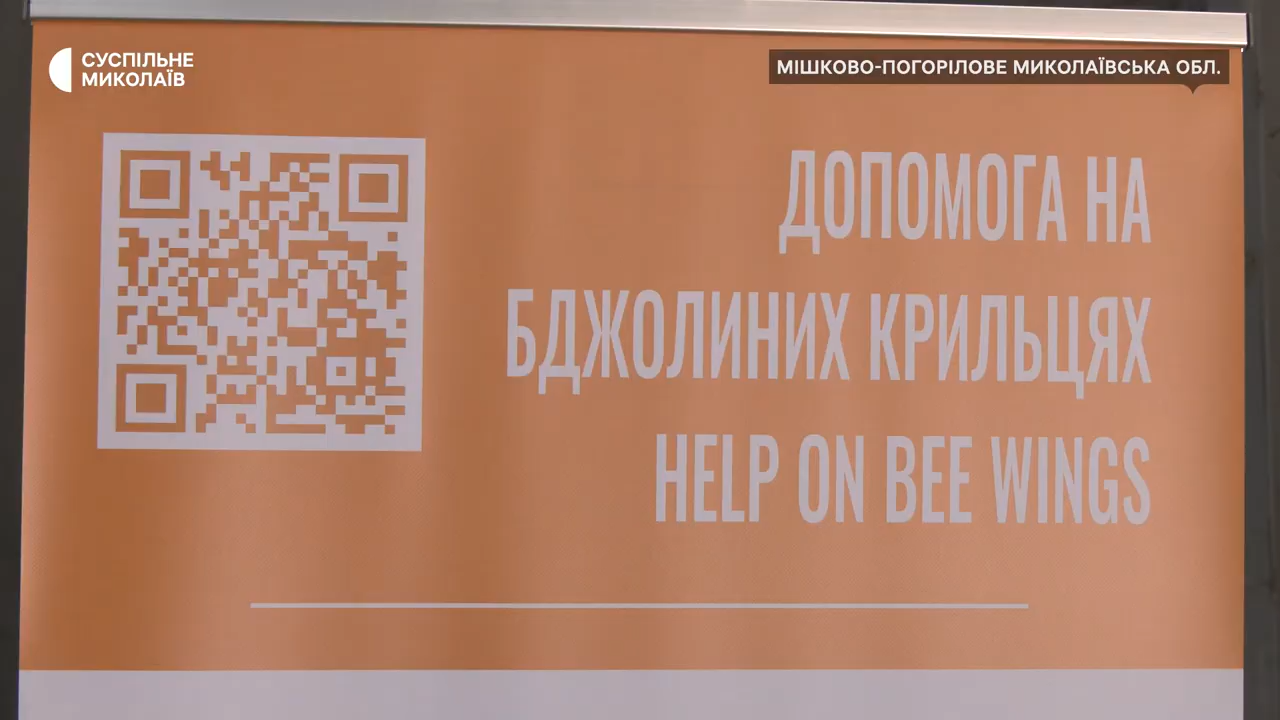 СУСПІЛЬНЕ
МИКОЛАЇВ
МІШКОВО-ПОГОРІЛОВЕ МИКОЛАЇВСЬКА ОБЛ.
ДОПОМОГА НА
БДЖОЛИНИХ КРИЛЬЦЯХ
HELP ON BEE WINGS